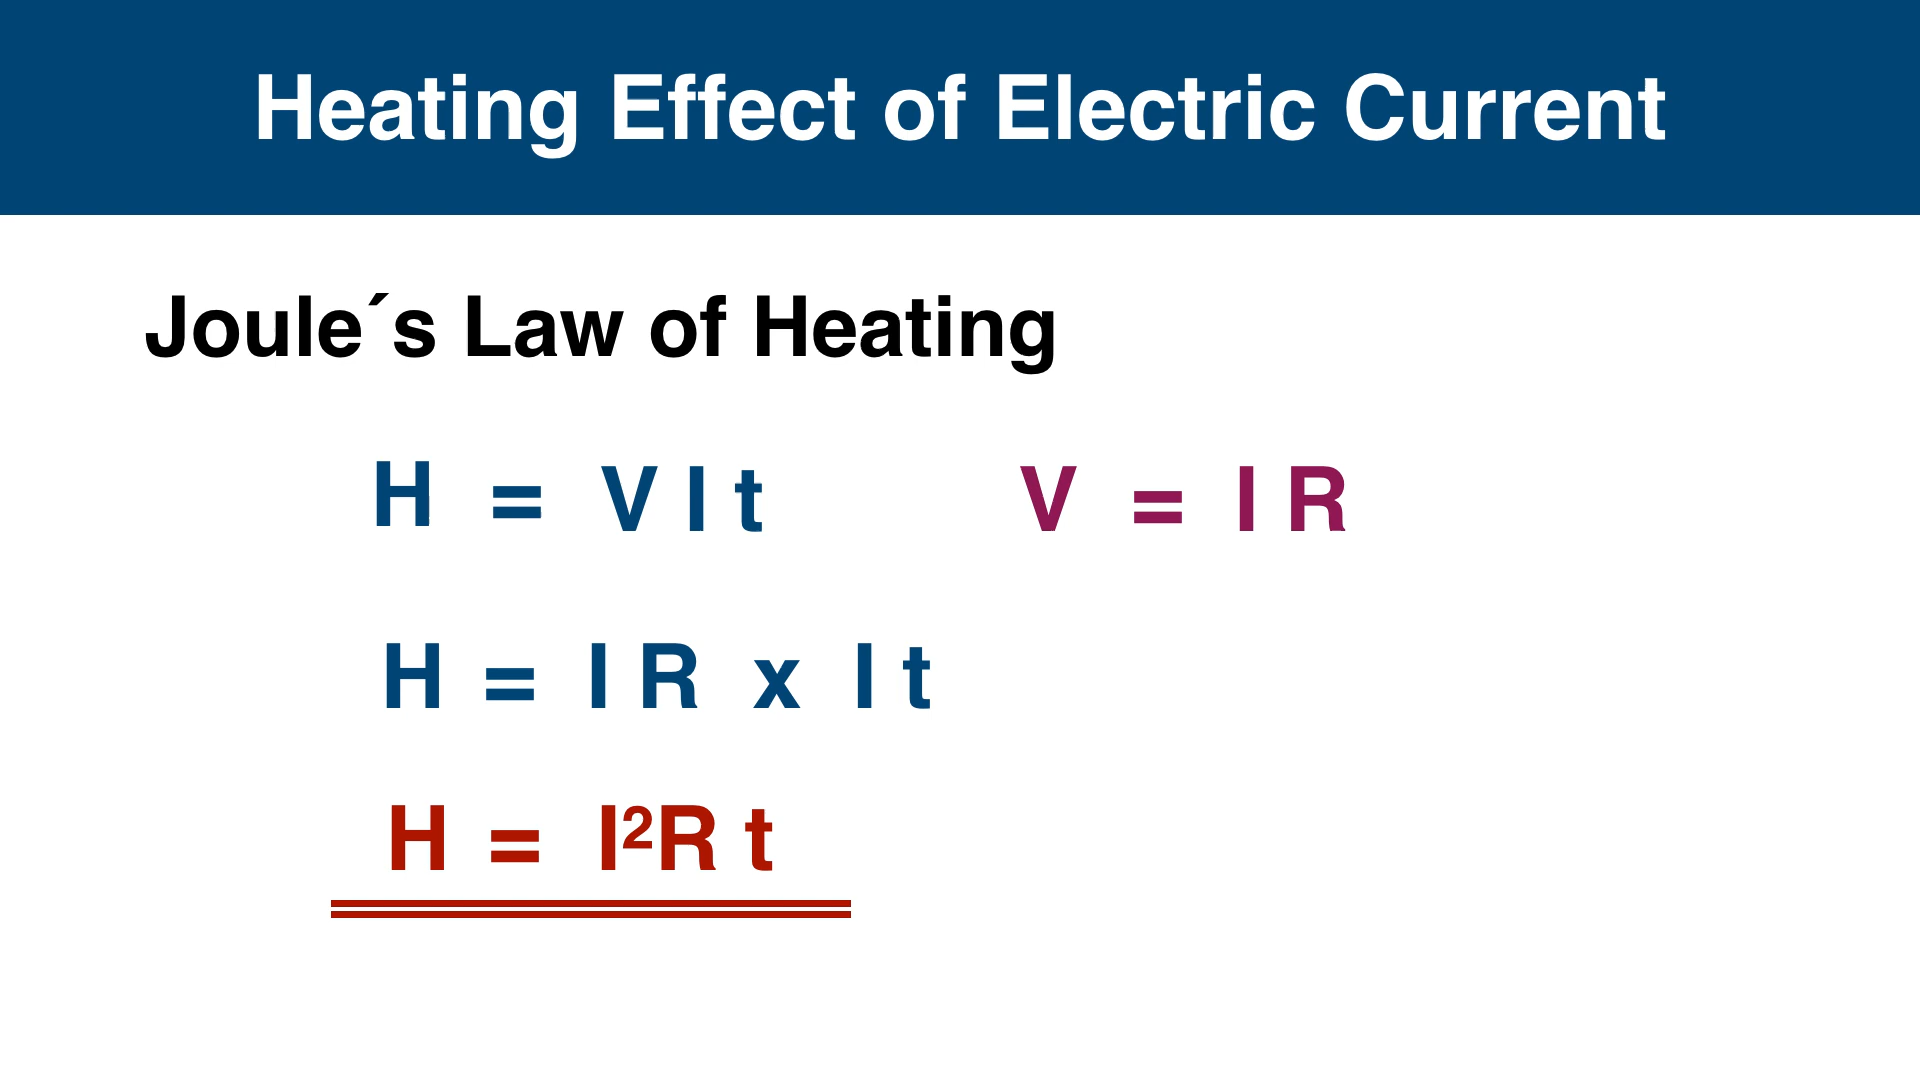 Heating Effect of Electric Current
Joule´s Law of Heating
H = V I t V = I R
H = I R x I t
H = I²R t